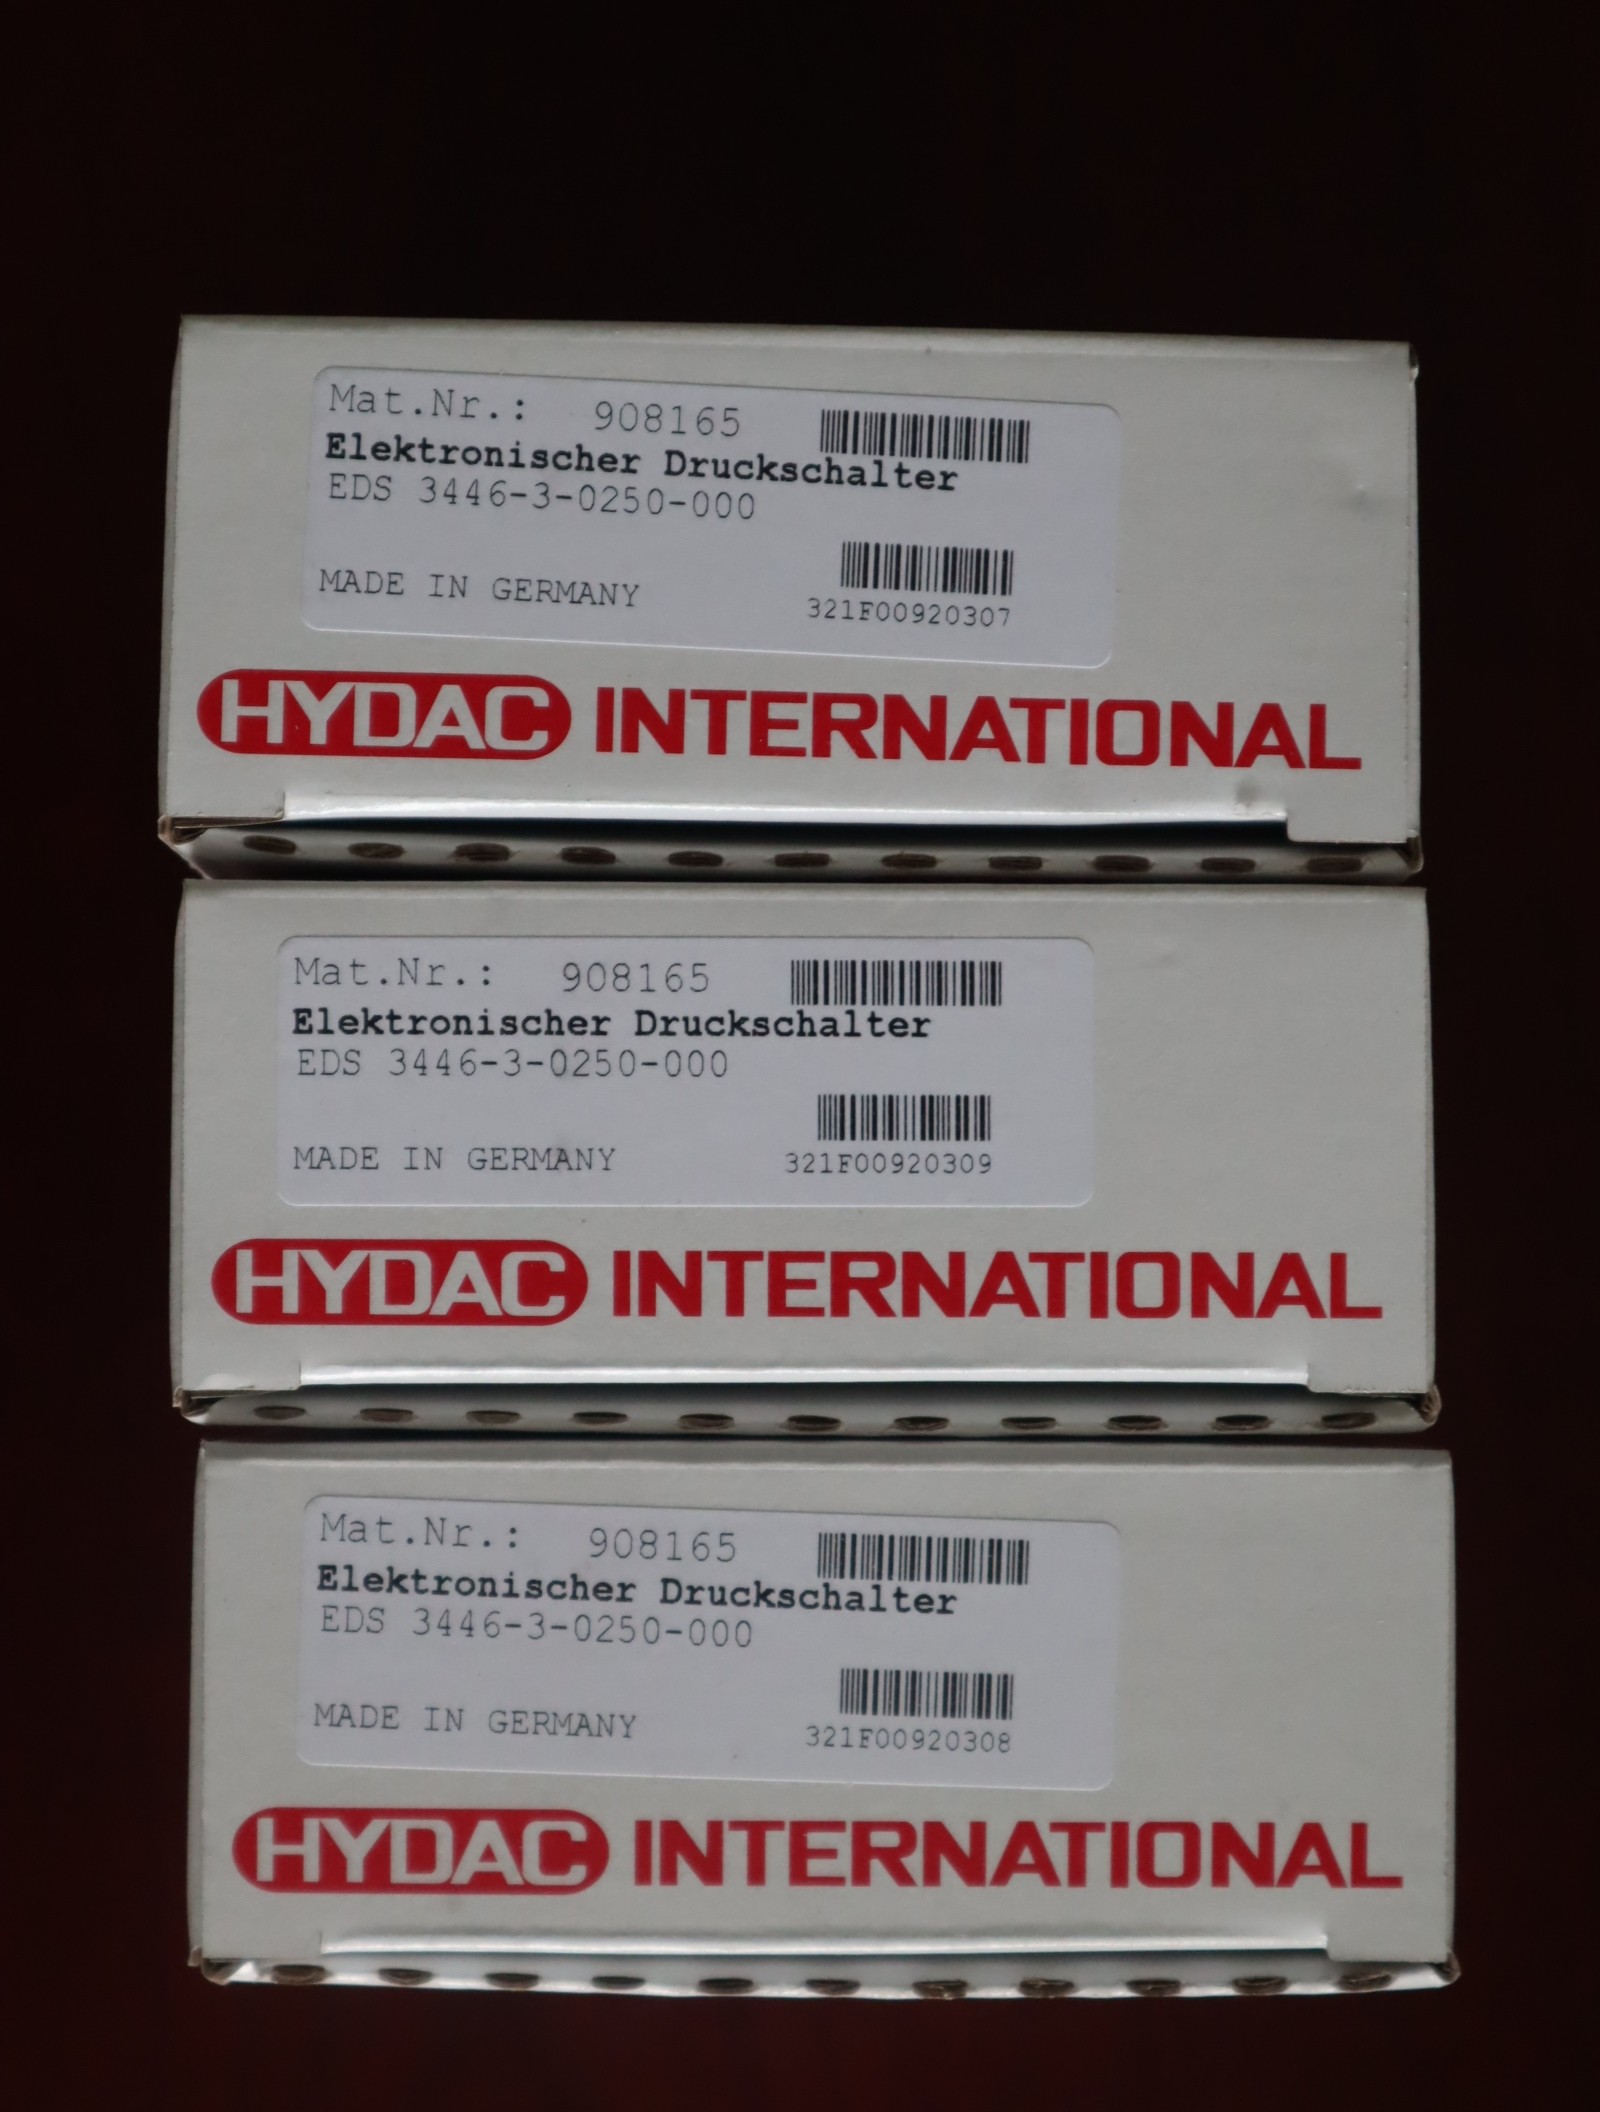 Mat.Nr.: 908165
Elektronischer Druckschalter
EDS 3446-3-0250-000
MADE IN GERMANY
321F00920307
HYDAC INTERNATIONAL
Mat.Nr.: 908165
Elektronischer Druckschalter
EDS 3446-3-0250-000
MADE IN GERMANY
321F00920309
HYDAC INTERNATIONAL
Mat.Nr.: 908165
Elektronischer Druckschalter
EDS 3446-3-0250-000
MADE IN GERMANY
321F00920308
HYDAC INTERNATIONAL